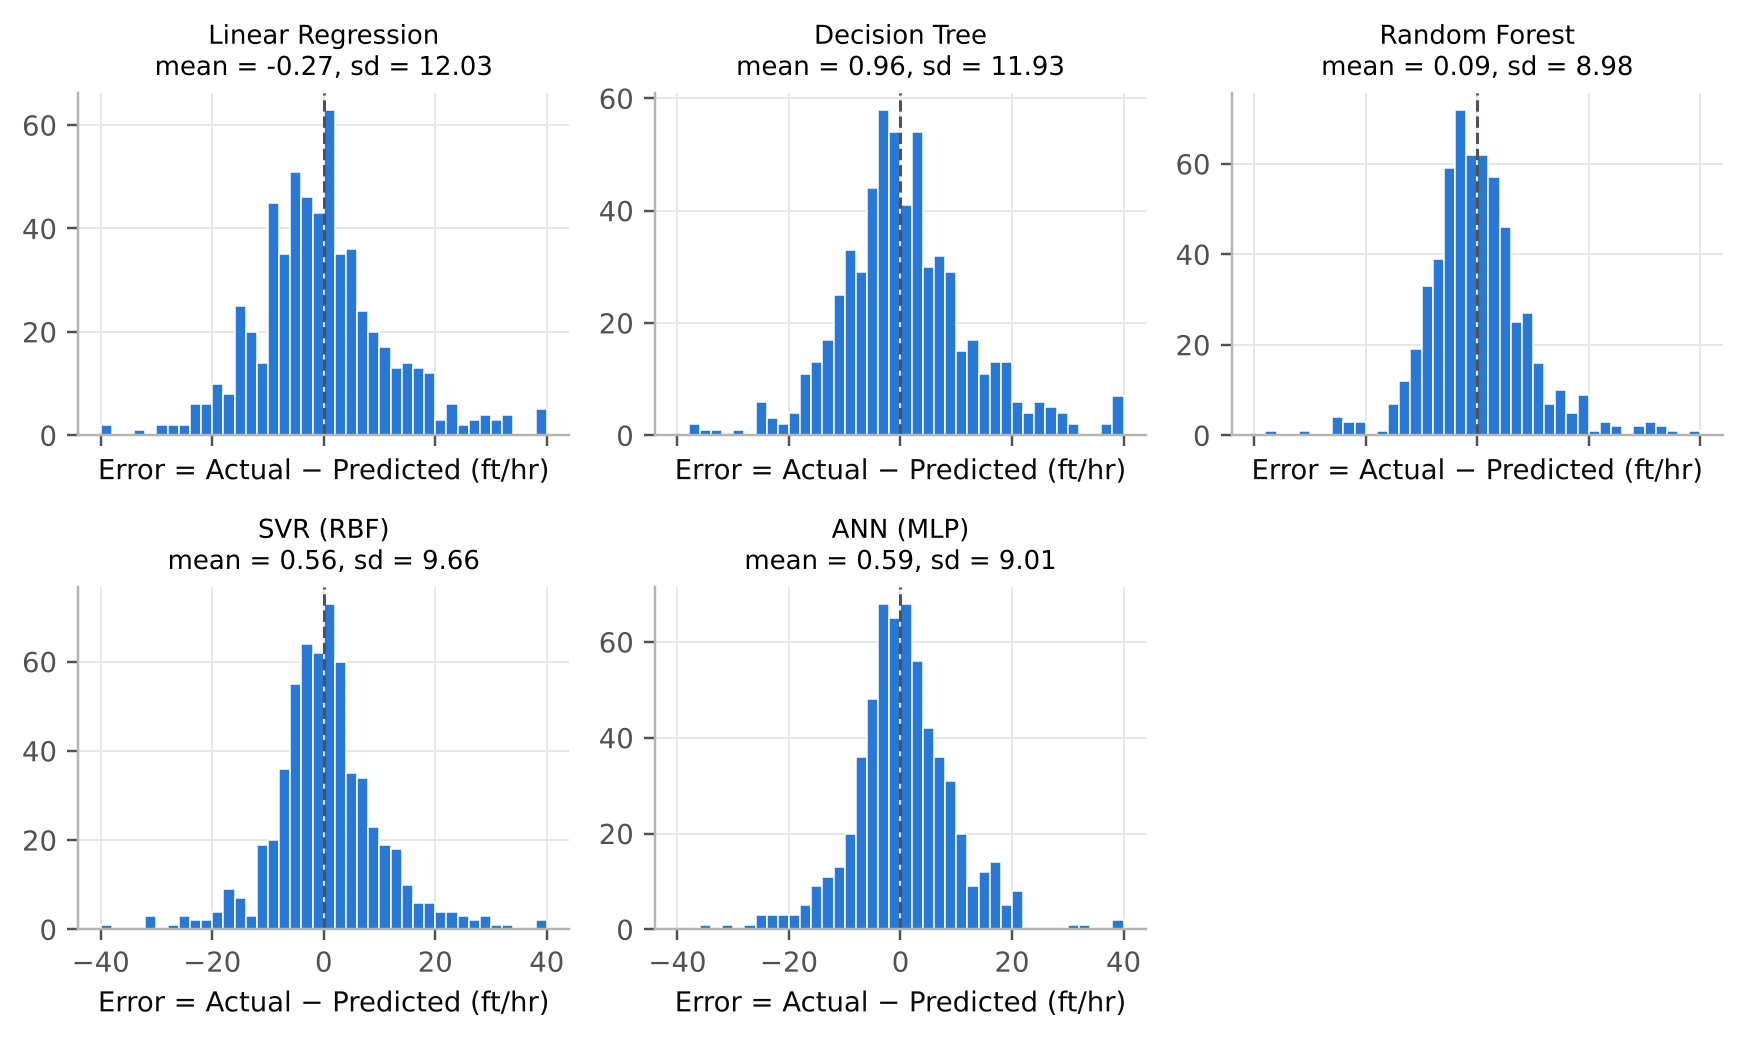 Linear Regression
mean = -0.27, sd = 12.03
60
40
20
0
Error = Actual − Predicted (ft/hr)
Decision Tree
mean = 0.96, sd = 11.93
60
40
20
0
Error = Actual − Predicted (ft/hr)
Random Forest
mean = 0.09, sd = 8.98
60
40
20
0
Error = Actual − Predicted (ft/hr)
SVR (RBF)
mean = 0.56, sd = 9.66
60
40
20
0
−40 −20 0 20 40
Error = Actual − Predicted (ft/hr)
ANN (MLP)
mean = 0.59, sd = 9.01
60
40
20
0
−40 −20 0 20 40
Error = Actual − Predicted (ft/hr)